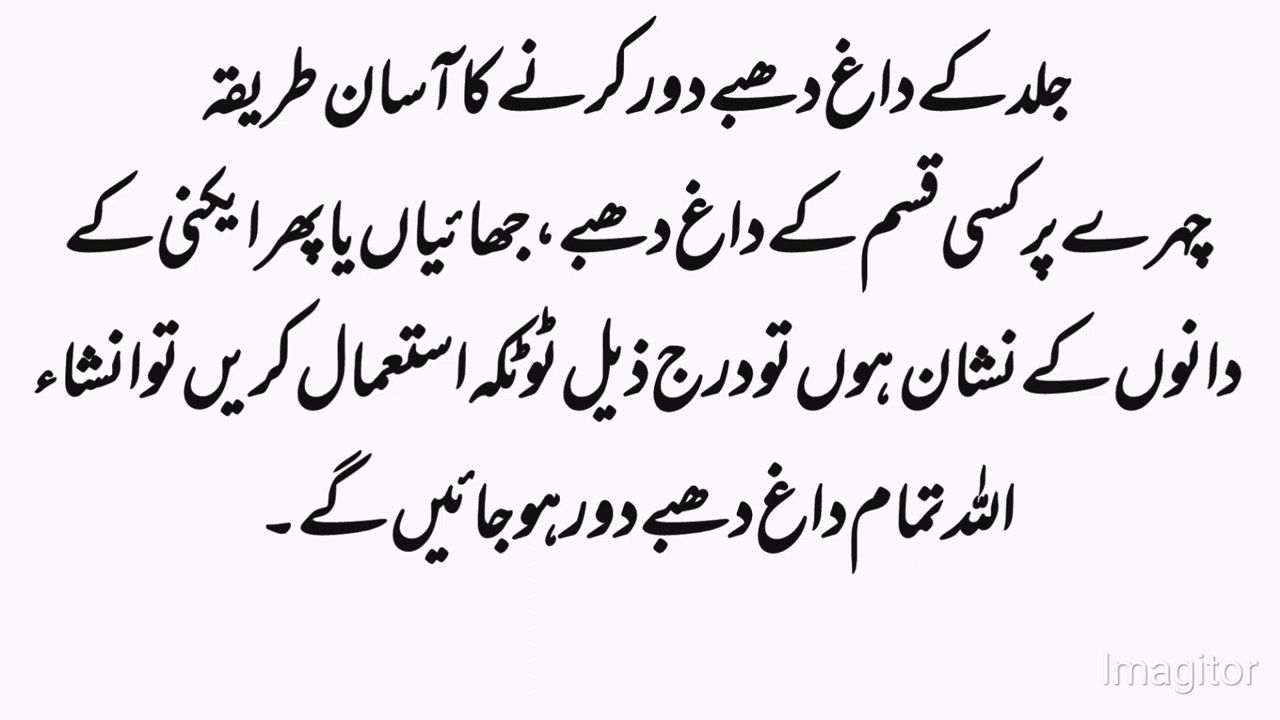 جلد کے داغ دھبے دور کرنے کا آسان طریقہ
چہرے پر کسی قسم کے داغ دھبے ، جھائیاں یا پھر ایکنی کے
دانوں کے نشان ہوں تو درج ذیل ٹوٹکہ استعمال کریں تو انشاء
اللہ تمام داغ دھبے دور ہو جائیں گے ۔
Imagitor